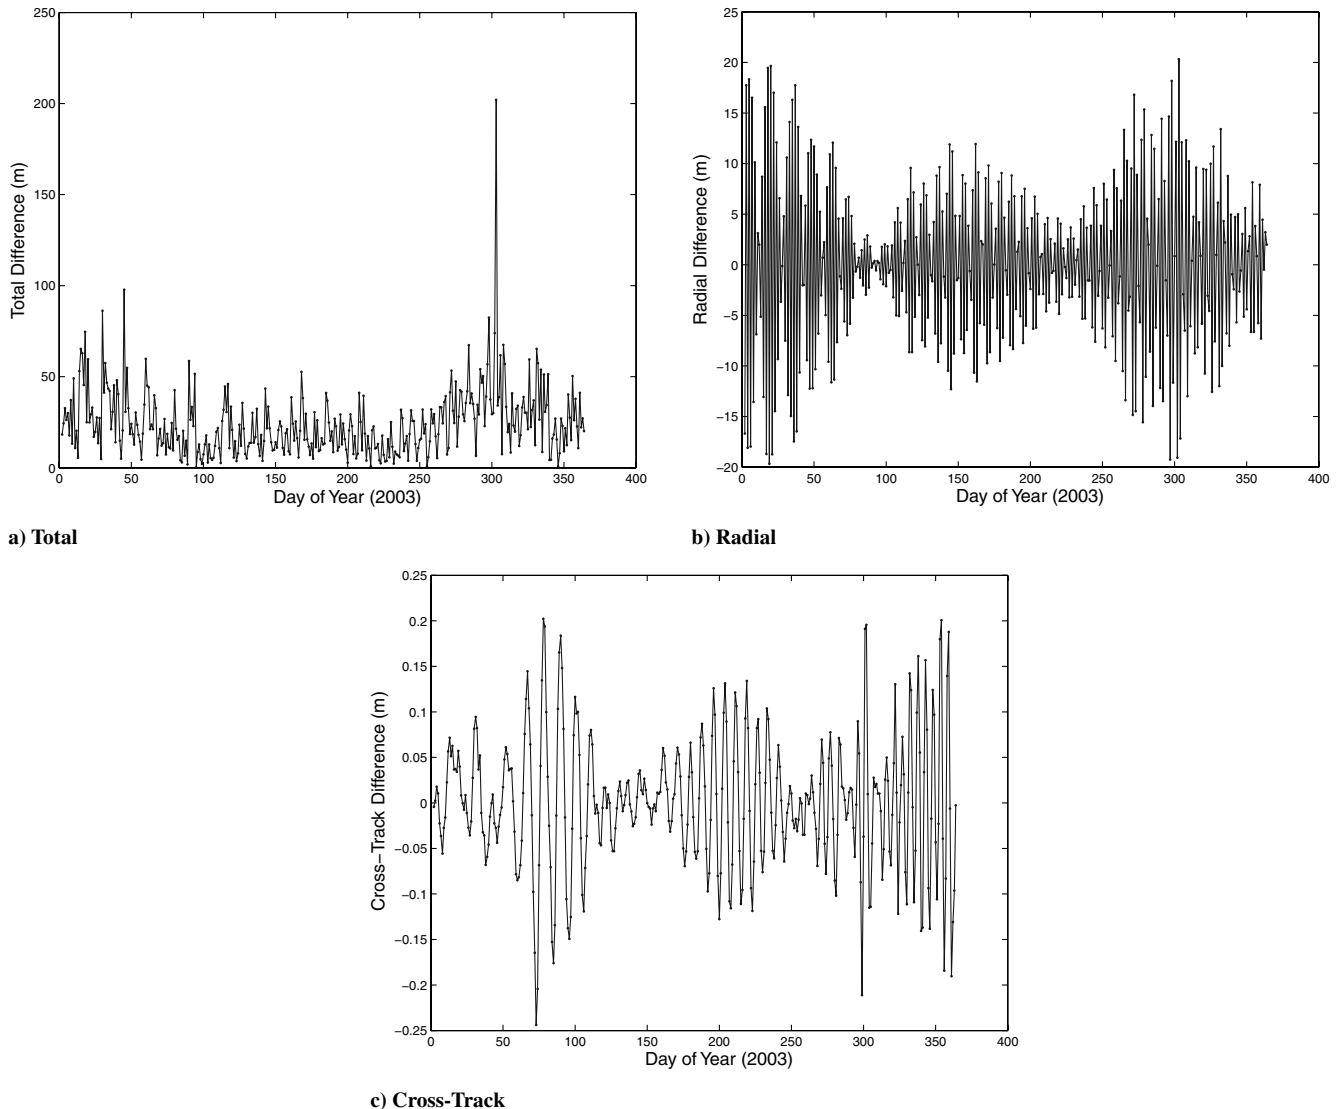 250
200
150
100
50
0
0 50 100 150 200 250 300 350 400
Total Difference (m)
Day of Year (2003)
a) Total
25
20
15
10
5
0
−5
−10
−15
−20
0 50 100 150 200 250 300 350 400
Radial Difference (m)
Day of Year (2003)
b) Radial
0.25
0.2
0.15
0.1
0.05
0
−0.05
−0.1
−0.15
−0.2
−0.25
0 50 100 150 200 250 300 350 400
Cross−Track Difference (m)
Day of Year (2003)
c) Cross-Track